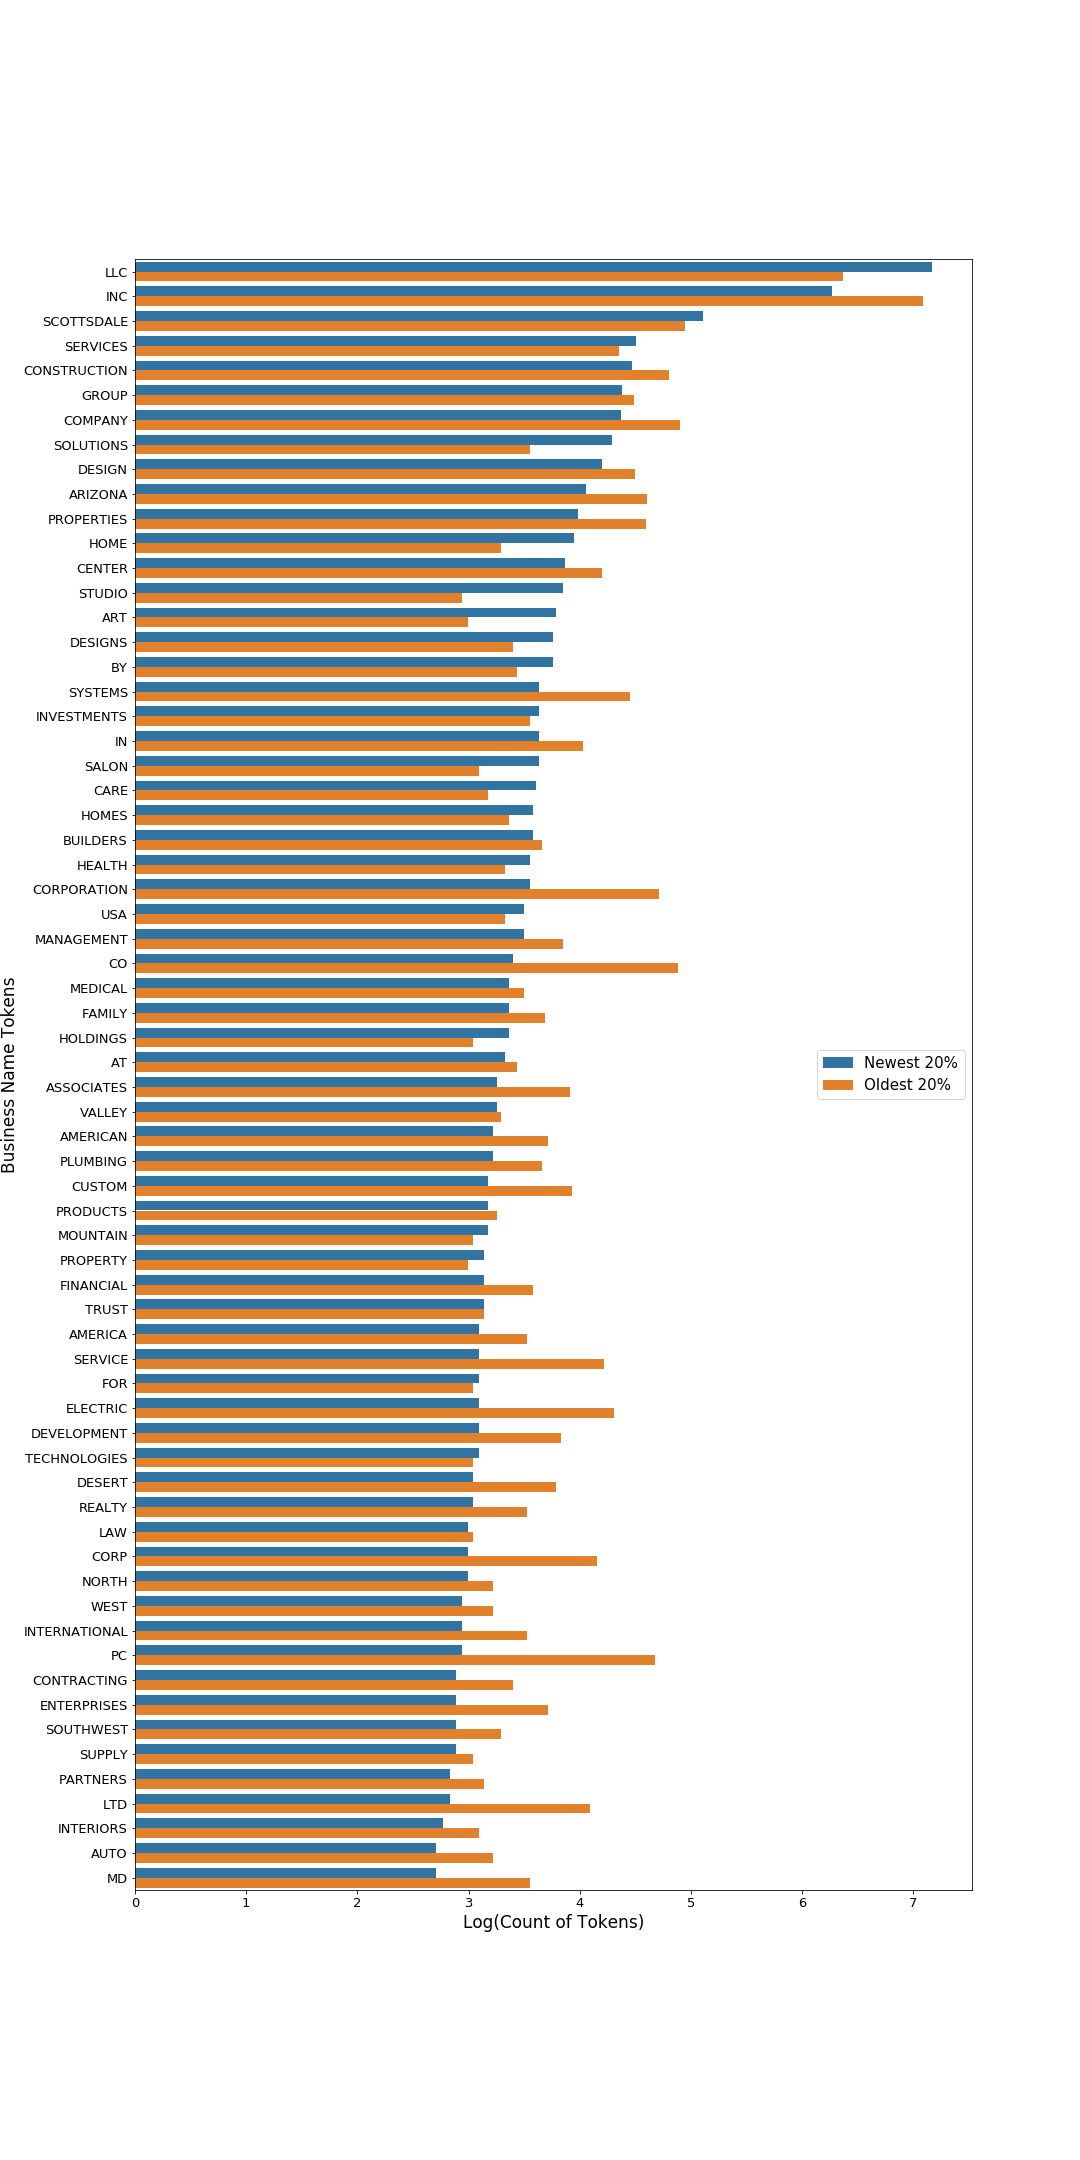 LLC
INC
SCOTTSDALE
SERVICES
CONSTRUCTION
GROUP
COMPANY
SOLUTIONS
DESIGN
ARIZONA
PROPERTIES
HOME
CENTER
STUDIO
ART
DESIGNS
BY
SYSTEMS
INVESTMENTS
IN
SALON
CARE
HOMES
BUILDERS
HEALTH
CORPORATION
USA
MANAGEMENT
CO
MEDICAL
FAMILY
HOLDINGS
AT
ASSOCIATES
VALLEY
AMERICAN
PLUMBING
CUSTOM
PRODUCTS
MOUNTAIN
PROPERTY
FINANCIAL
TRUST
AMERICA
SERVICE
FOR
ELECTRIC
DEVELOPMENT
TECHNOLOGIES
DESERT
REALTY
LAW
CORP
NORTH
WEST
INTERNATIONAL
PC
CONTRACTING
ENTERPRISES
SOUTHWEST
SUPPLY
PARTNERS
LTD
INTERIORS
AUTO
MD
Business Name Tokens
Newest 20%
Oldest 20%
0 1 2 3 4 5 6 7
Log(Count of Tokens)